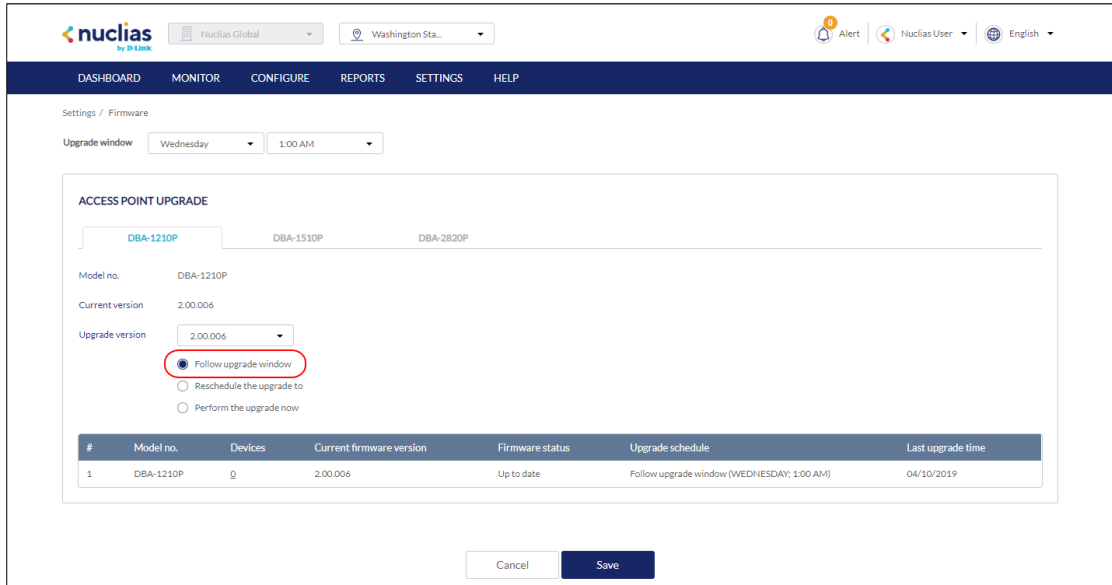 nuclias
by D-Link
Nuclias Global
Washington Sta...
0
Alert
Nuclias User
English
DASHBOARD MONITOR CONFIGURE REPORTS SETTINGS HELP
Settings / Firmware
Upgrade window Wednesday 1:00 AM
ACCESS POINT UPGRADE
DBA-1210P DBA-1510P DBA-2820P
Model no. DBA-1210P
Current version 2.00.006
Upgrade version 2.00.006
Follow upgrade window
Reschedule the upgrade to
Perform the upgrade now
# Model no. Devices Current firmware version Firmware status Upgrade schedule Last upgrade time
1 DBA-1210P 0 2.00.006 Up to date Follow upgrade window (WEDNESDAY; 1:00 AM) 04/10/2019
Cancel Save